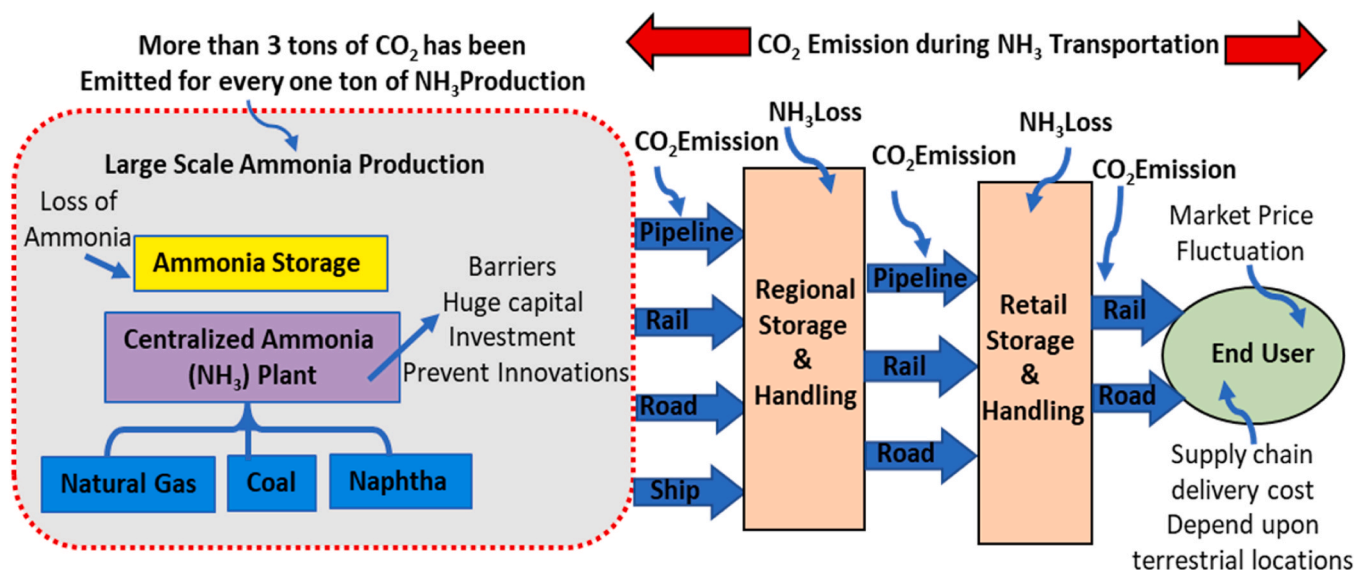 More than 3 tons of CO₂ has been
Emitted for every one ton of NH₃Production
CO₂ Emission during NH₃ Transportation
Large Scale Ammonia Production
Loss of
Ammonia
Ammonia Storage
Centralized Ammonia
(NH₃) Plant
Barriers
Huge capital
Investment
Prevent Innovations
Natural Gas
Coal
Naphtha
CO₂Emission
Pipeline
Rail
Road
Ship
NH₃Loss
Regional
Storage
&
Handling
CO₂Emission
Pipeline
Rail
Road
NH₃Loss
Retail
Storage
&
Handling
CO₂Emission
Rail
Road
Market Price
Fluctuation
End User
Supply chain
delivery cost
Depend upon
terrestrial locations